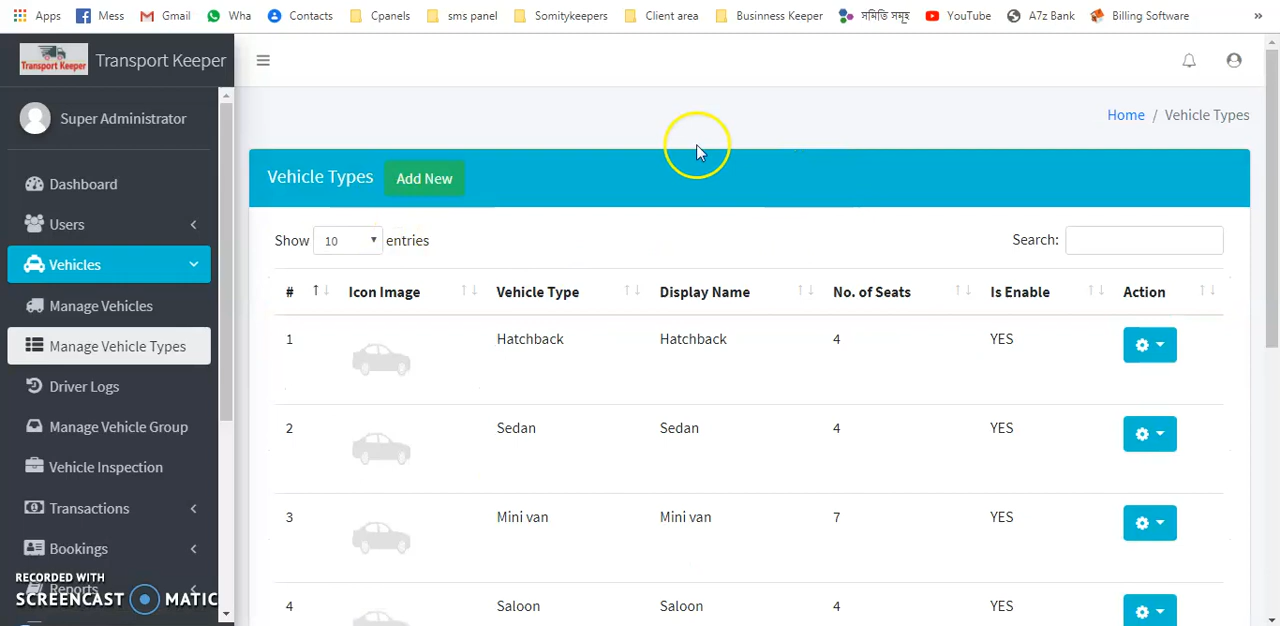 Apps Mess Gmail Wha Contacts Cpanels sns panel Somitykeepers Client area Businness Keeper সমিতি সমূহ YouTube A7z Bank Billing Software »
Transport Keeper Transport Keeper
Super Administrator
Home / Vehicle Types
Dashboard
Users
Vehicles
Manage Vehicles
Manage Vehicle Types
Driver Logs
Manage Vehicle Group
Vehicle Inspection
Transactions
Bookings
Reports
RECORDED WITH
SCREENCAST MATIC
Vehicle Types Add New
Show 10 entries Search:
# Icon Image Vehicle Type Display Name No. of Seats Is Enable Action
1 Hatchback Hatchback 4 YES
2 Sedan Sedan 4 YES
3 Mini van Mini van 7 YES
4 Saloon Saloon 4 YES